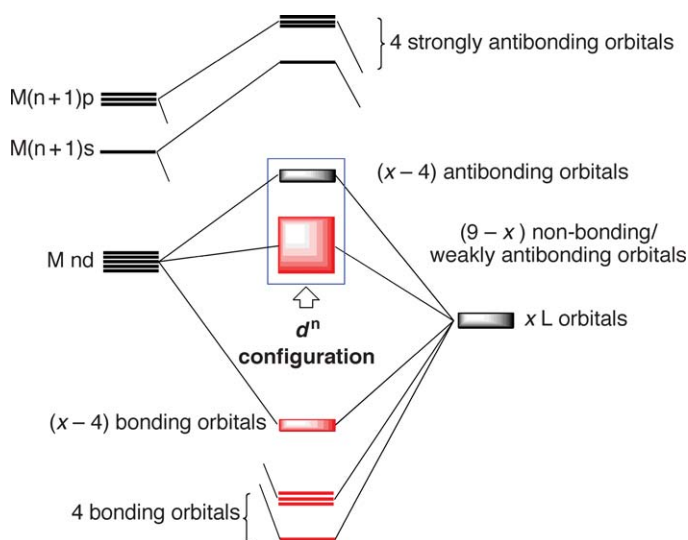 4 strongly antibonding orbitals
M(n+1)p
M(n+1)s
(x – 4) antibonding orbitals
(9 – x) non-bonding/
weakly antibonding orbitals
M nd
x L orbitals
dⁿ
configuration
(x – 4) bonding orbitals
4 bonding orbitals